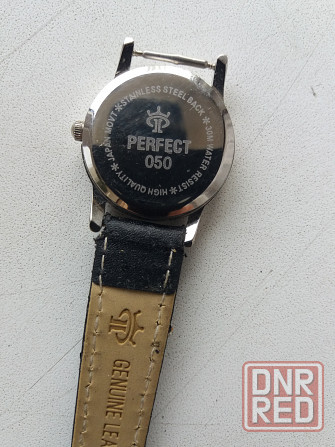 JAPAN MOVT ★ STAINLESS STEEL BACK ★ 30M WATER RESIST ★ HIGH QUALITY ★
PERFECT
050
GENUINE LEA
DNR
RED